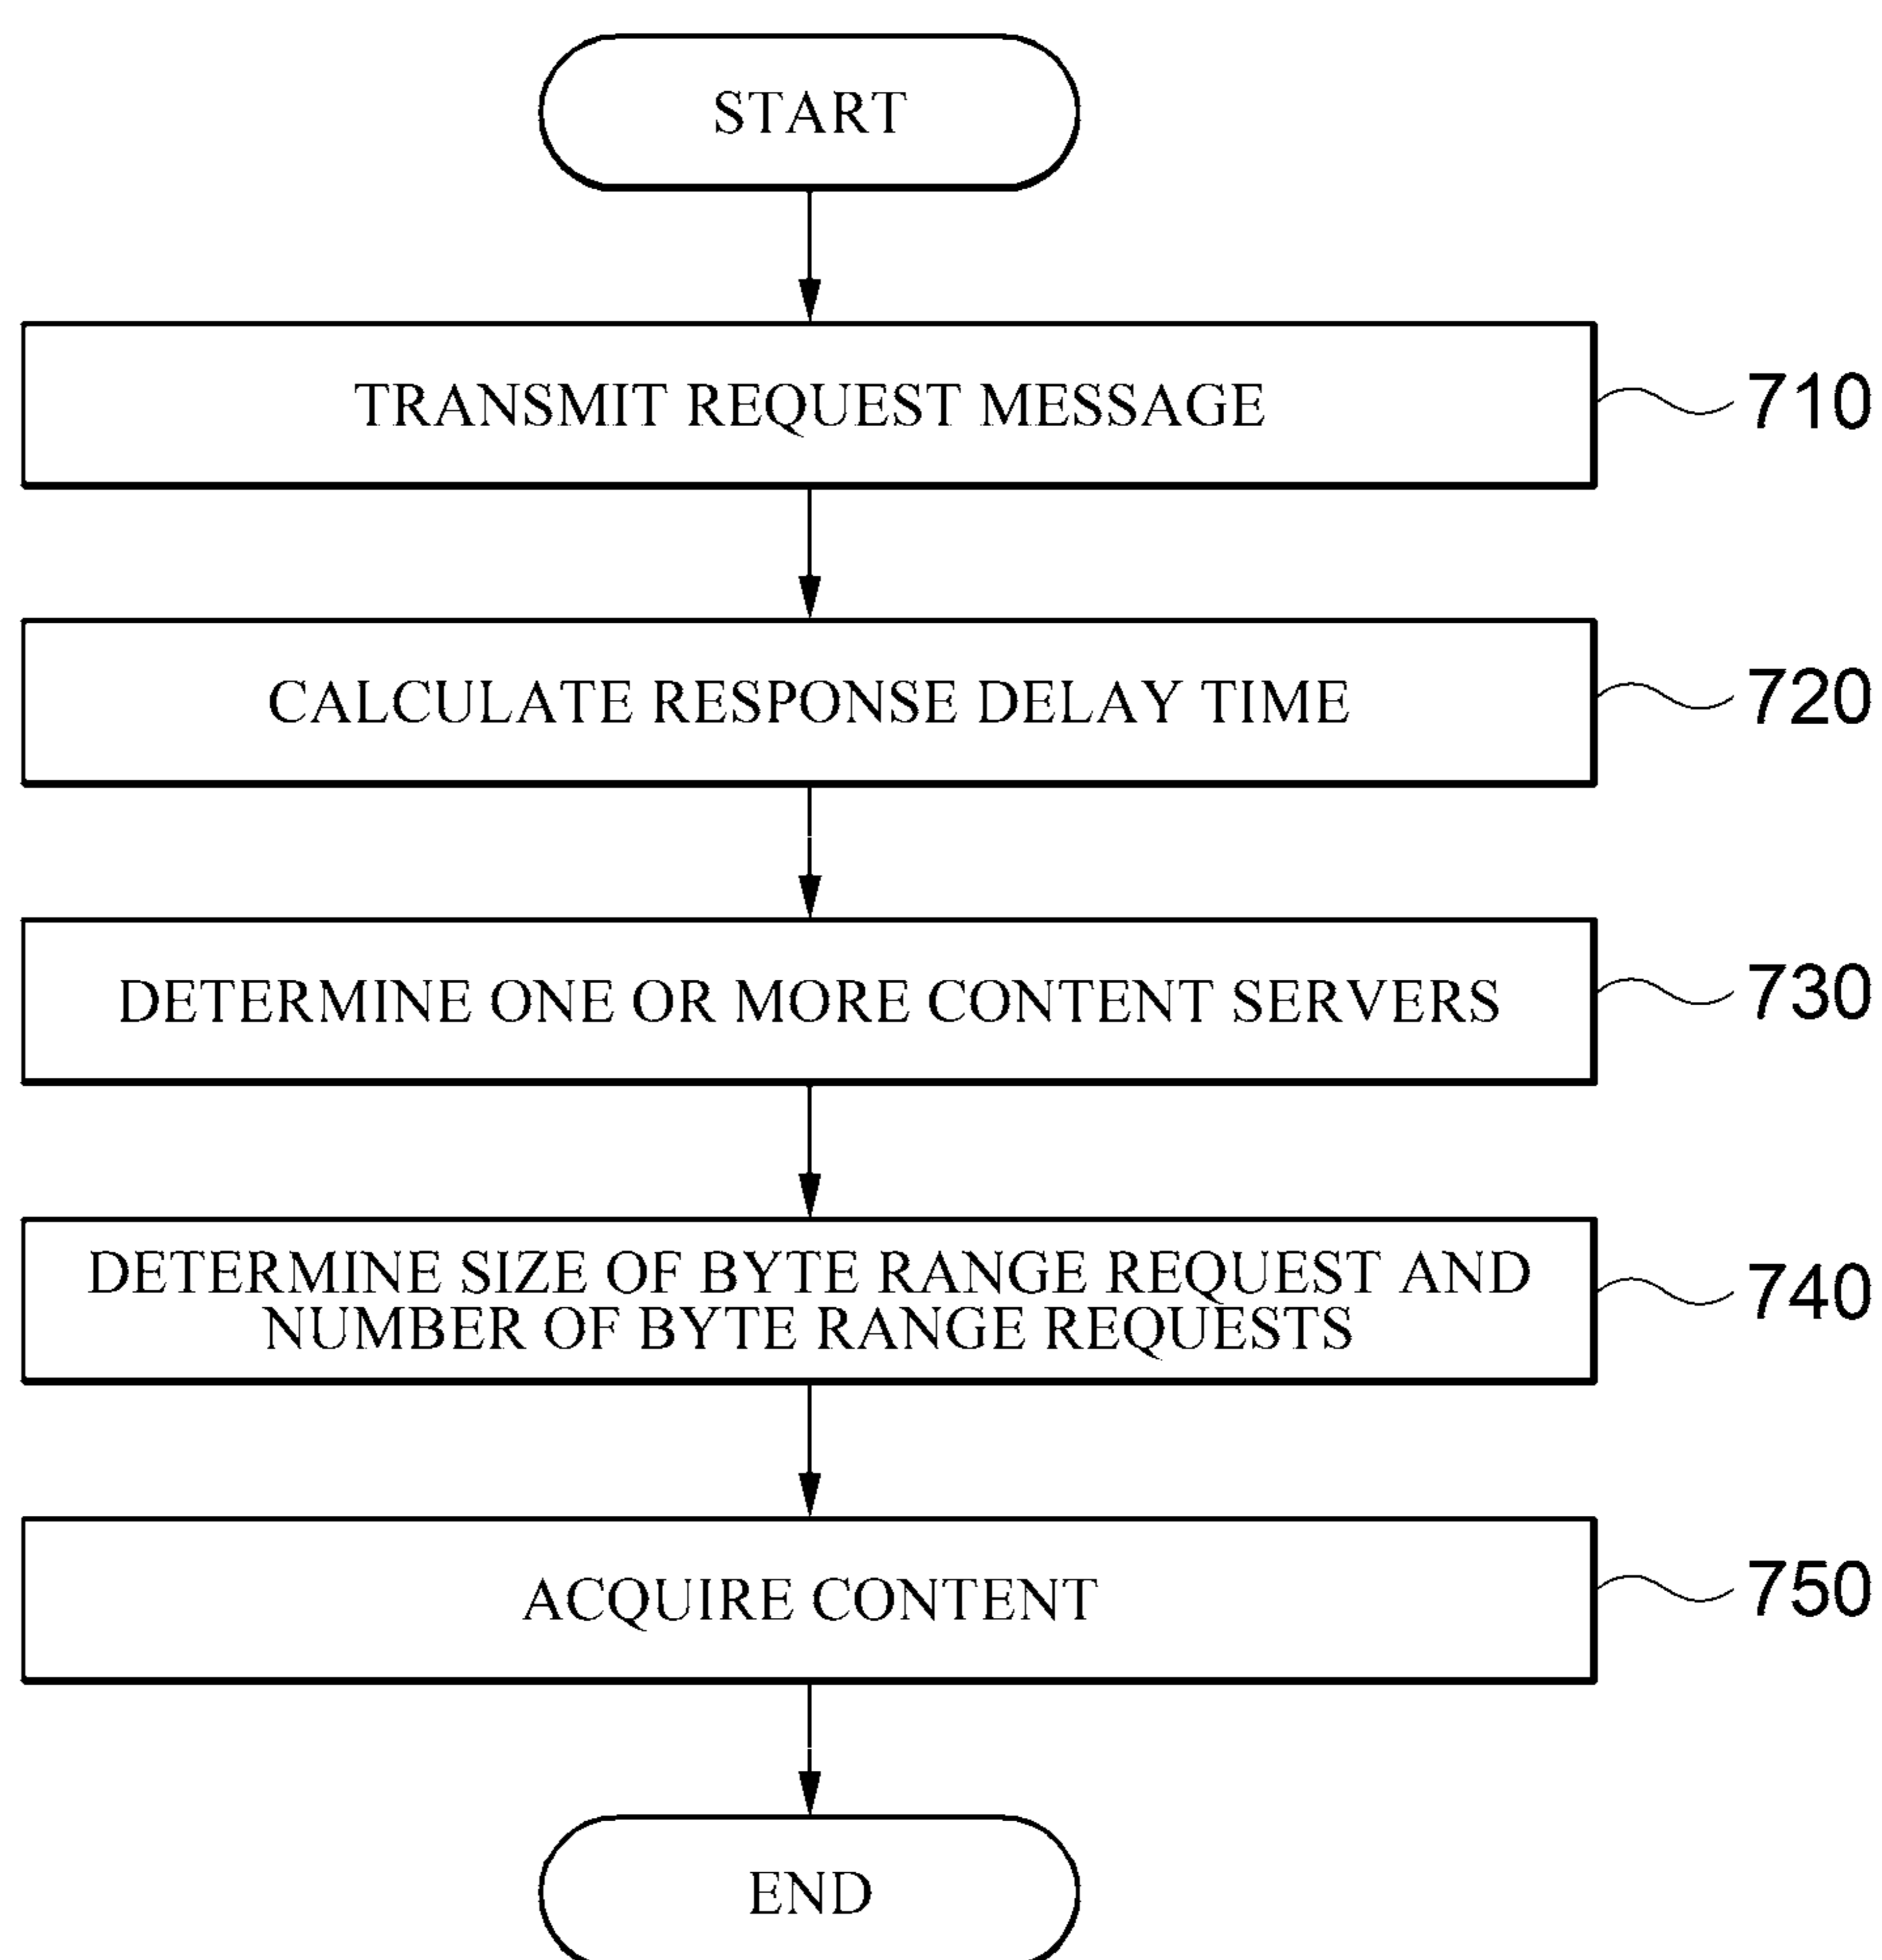 START
TRANSMIT REQUEST MESSAGE
710
CALCULATE RESPONSE DELAY TIME
720
DETERMINE ONE OR MORE CONTENT SERVERS
730
DETERMINE SIZE OF BYTE RANGE REQUEST AND
NUMBER OF BYTE RANGE REQUESTS
740
ACQUIRE CONTENT
750
END